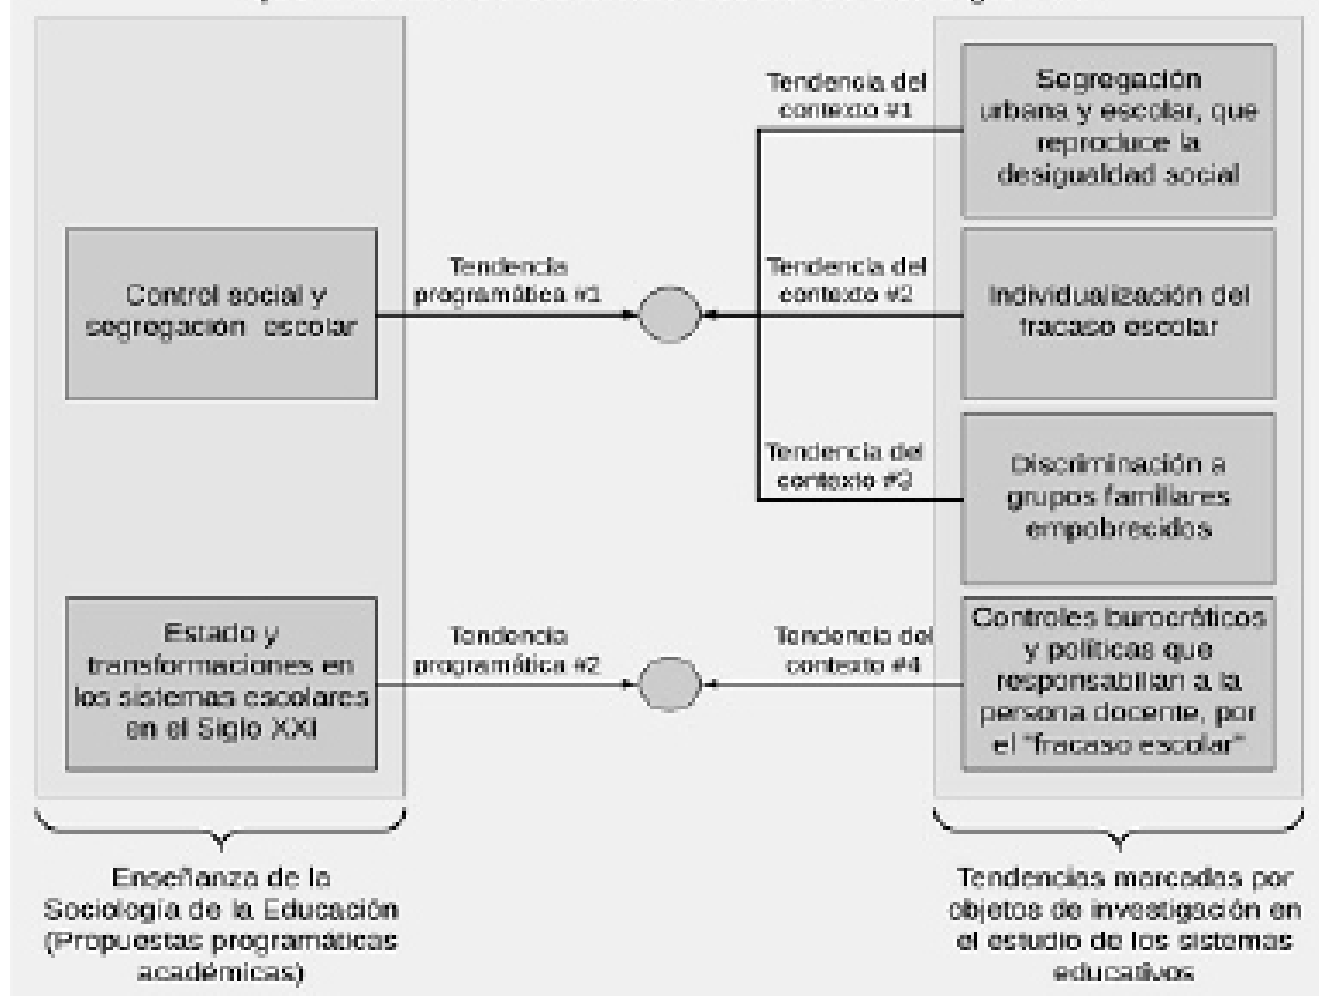 Tendencia del
contexto #1
Segregación
urbana y escolar, que
reproduce la
desigualdad social
Control social y
segregación escolar
Tendencia
programática #1
Tendencia del
contexto #2
Individualización del
fracaso escolar
Tendencia del
contexto #3
Discriminación a
grupos familiares
empobrecidos
Estado y
transformaciones en
los sistemas escolares
en el Siglo XXI
Tendencia
programática #2
Tendencia del
contexto #4
Controles burocráticos
y políticas que
responsabilian a la
persona docente, por
el "fracaso escolar"
Enseñanza de la
Sociología de la Educación
(Propuestas programáticas
académicas)
Tendencias marcadas por
objetos de investigación en
el estudio de los sistemas
educativos